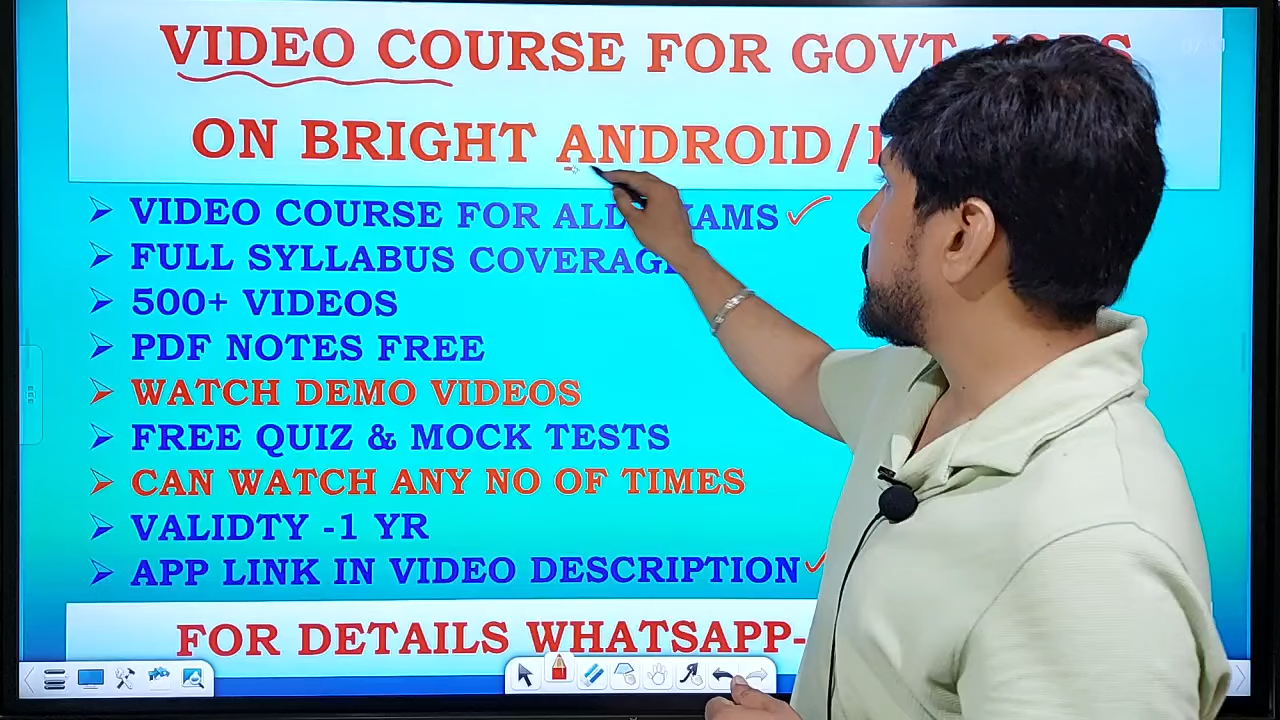 VIDEO COURSE FOR GOVT
ON BRIGHT ANDROID/
VIDEO COURSE FOR ALL EXAMS
FULL SYLLABUS COVERAGE
500+ VIDEOS
PDF NOTES FREE
WATCH DEMO VIDEOS
FREE QUIZ & MOCK TESTS
CAN WATCH ANY NO OF TIMES
VALIDTY -1 YR
APP LINK IN VIDEO DESCRIPTION
FOR DETAILS WHATSAPP-